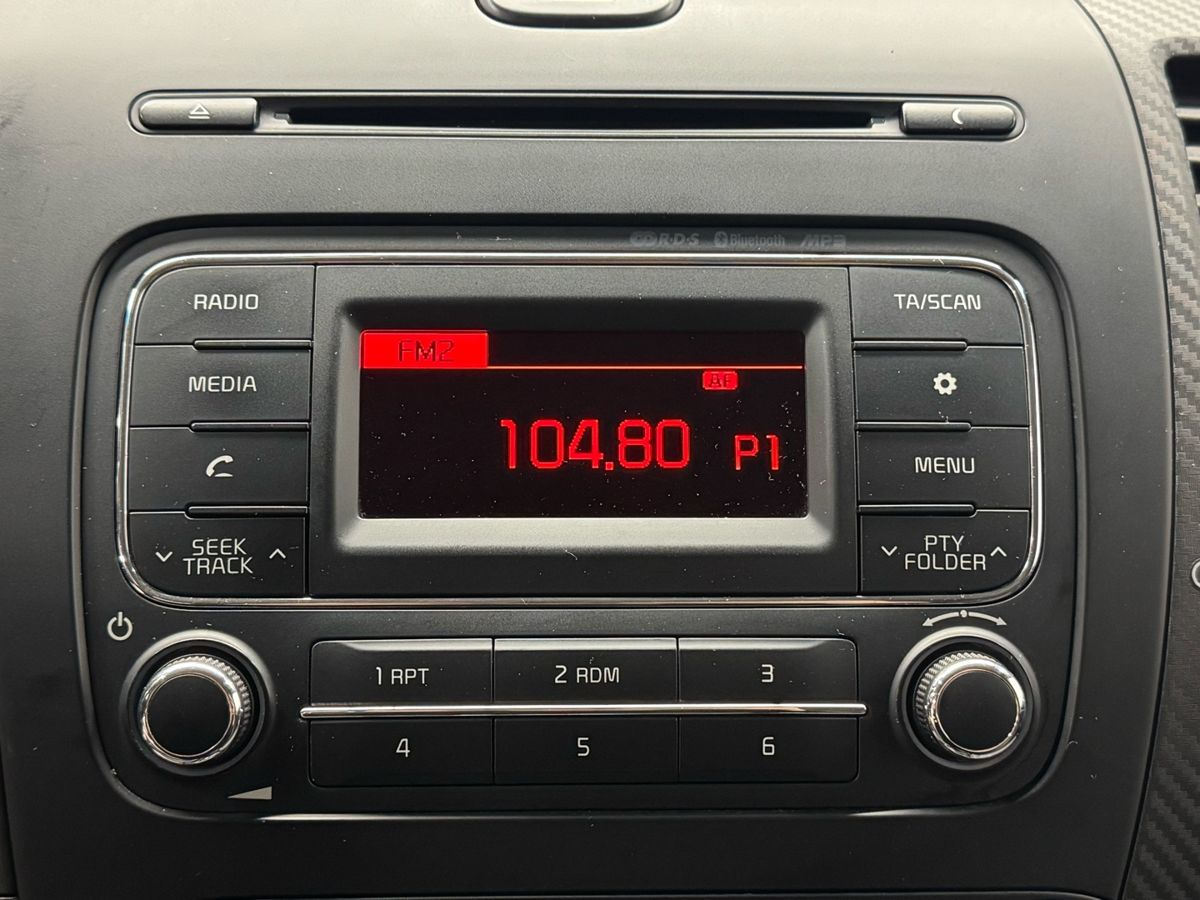 R·D·S Bluetooth MP3
RADIO
MEDIA
SEEK
TRACK
FM2
AF
104.80 P1
TA/SCAN
MENU
PTY
FOLDER
1 RPT
2 RDM
3
4
5
6